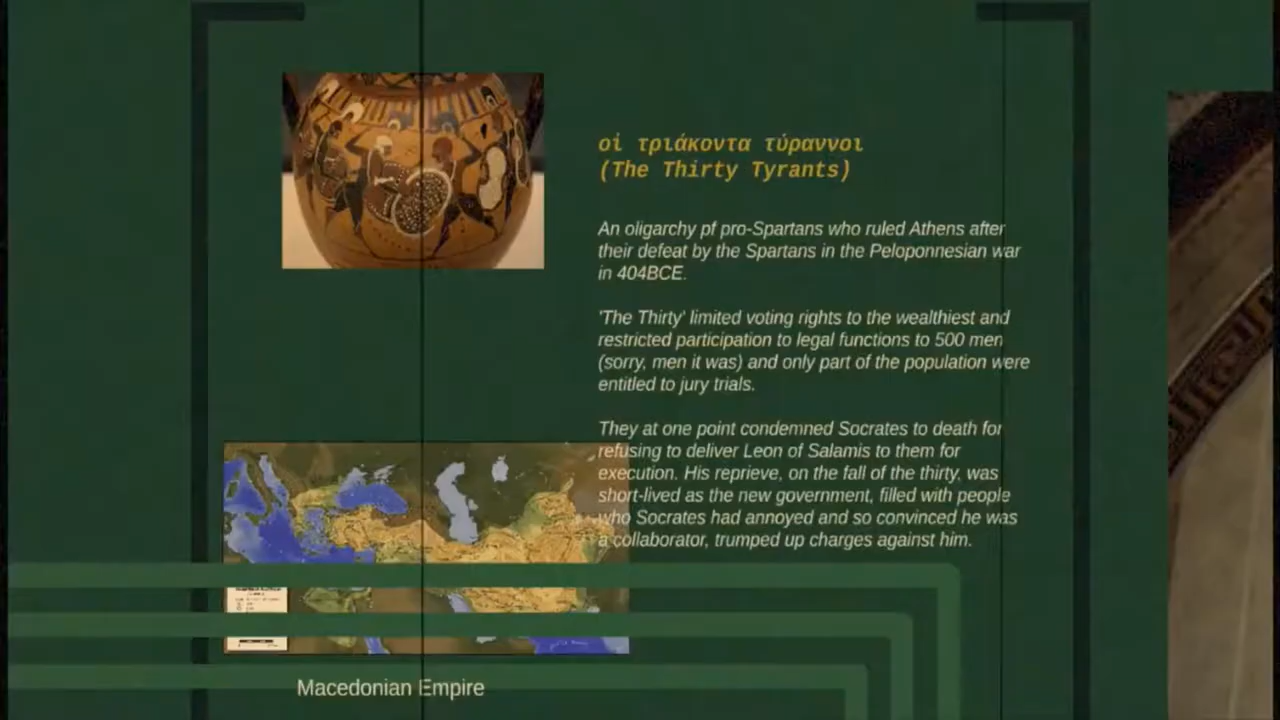 οἱ τριάκοντα τύραννοι
(The Thirty Tyrants)
An oligarchy pf pro-Spartans who ruled Athens after
their defeat by the Spartans in the Peloponnesian war
in 404BCE.
'The Thirty' limited voting rights to the wealthiest and
restricted participation to legal functions to 500 men
(sorry, men it was) and only part of the population were
entitled to jury trials.
They at one point condemned Socrates to death for
refusing to deliver Leon of Salamis to them for
execution. His reprieve, on the fall of the thirty, was
short-lived as the new government, filled with people
who Socrates had annoyed and so convinced he was
a collaborator, trumped up charges against him.
Macedonian Empire